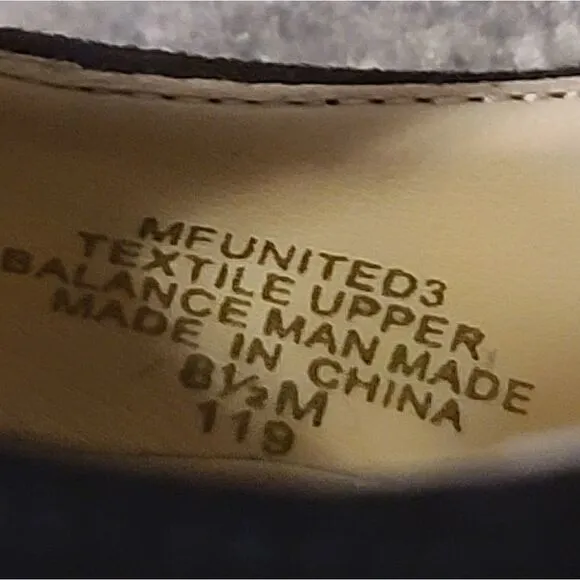 MFUNITED3
TEXTILE UPPER
BALANCE MAN MADE
MADE IN CHINA
8½M
119